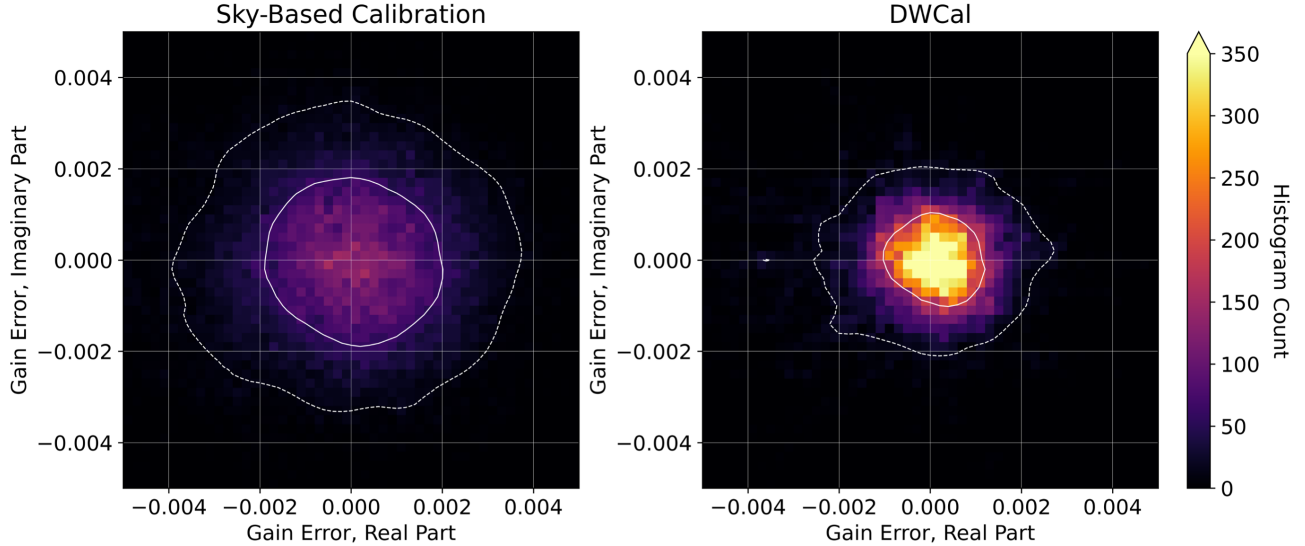 Sky-Based Calibration
DWCal
0.004
0.002
0.000
−0.002
−0.004
Gain Error, Imaginary Part
−0.004 −0.002 0.000 0.002 0.004
Gain Error, Real Part
0.004
0.002
0.000
−0.002
−0.004
Gain Error, Imaginary Part
−0.004 −0.002 0.000 0.002 0.004
Gain Error, Real Part
350
300
250
200
150
100
50
0
Histogram Count